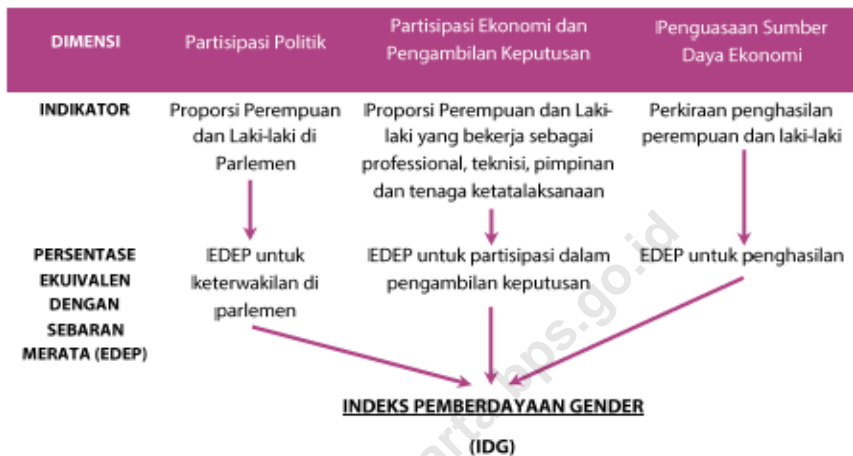 DIMENSI
Partisipasi Politik
Partisipasi Ekonomi dan
Pengambilan Keputusan
Penguasaan Sumber
Daya Ekonomi
INDIKATOR
Proporsi Perempuan
dan Laki-laki di
Parlemen
Proporsi Perempuan dan Laki-
laki yang bekerja sebagai
professional, teknisi, pimpinan
dan tenaga ketatalaksanaan
Perkiraan penghasilan
perempuan dan laki-laki
PERSENTASE
EKUIVALEN
DENGAN
SEBARAN
MERATA (EDEP)
EDEP untuk
keterwakilan di
parlemen
EDEP untuk partisipasi dalam
pengambilan keputusan
EDEP untuk penghasilan
INDEKS PEMBERDAYAAN GENDER
(IDG)
bps.go.id